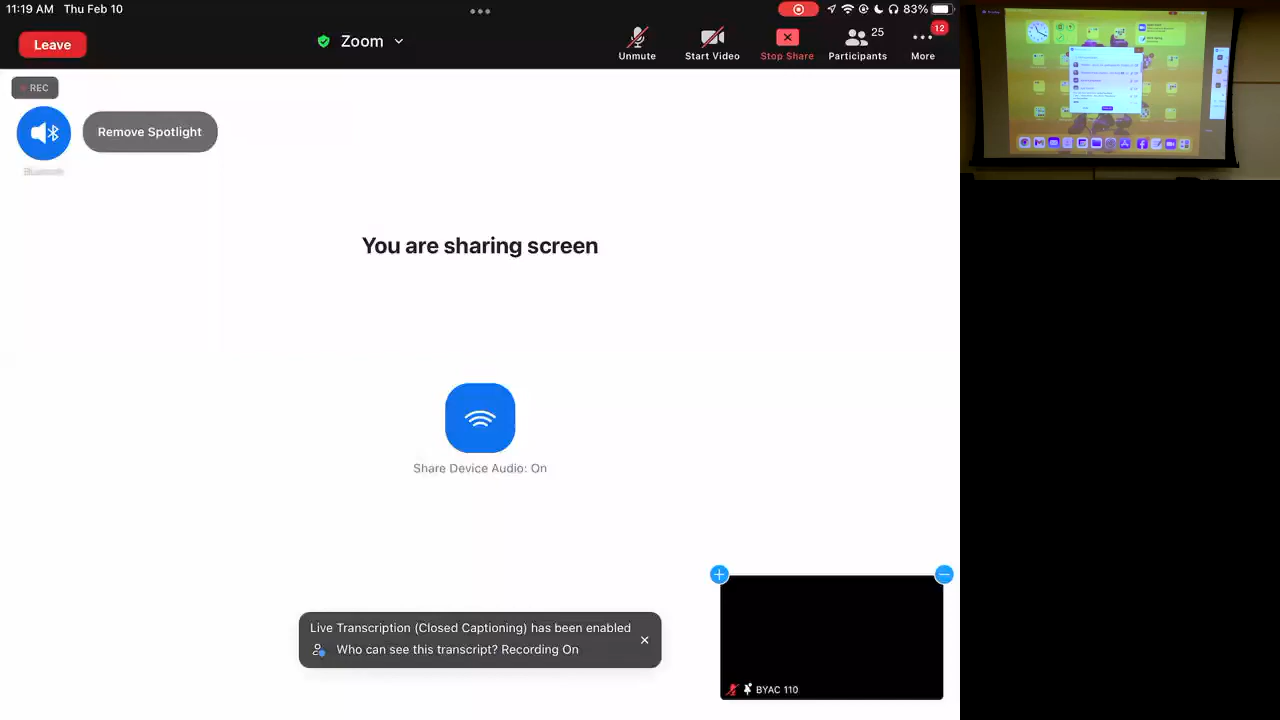 11:19 AM Thu Feb 10
83%
Leave
Zoom
Unmute
Start Video
Stop Share
25
Participants
12
More
REC
Remove Spotlight
You are sharing screen
Share Device Audio: On
Live Transcription (Closed Captioning) has been enabled
Who can see this transcript? Recording On
BYAC 110